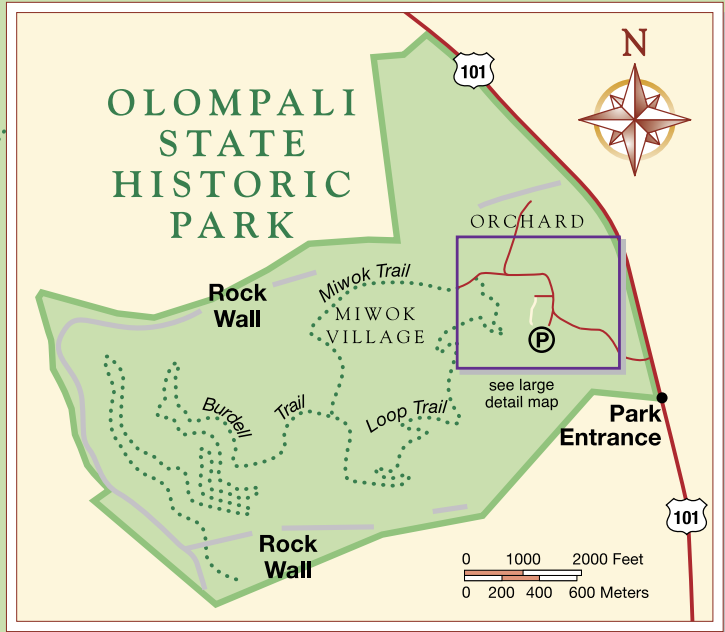 OLOMPALI
STATE
HISTORIC
PARK
N
101
ORCHARD
Miwok Trail
Rock
Wall
MIWOK
VILLAGE
P
see large
detail map
Burdell
Trail
Loop Trail
Park
Entrance
101
Rock
Wall
0 1000 2000 Feet
0 200 400 600 Meters